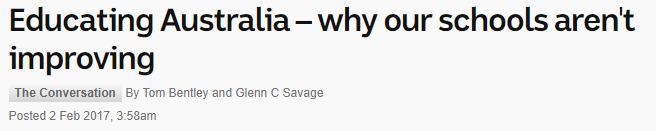 Educating Australia – why our schools aren't
improving
The Conversation By Tom Bentley and Glenn C Savage
Posted 2 Feb 2017, 3:58am